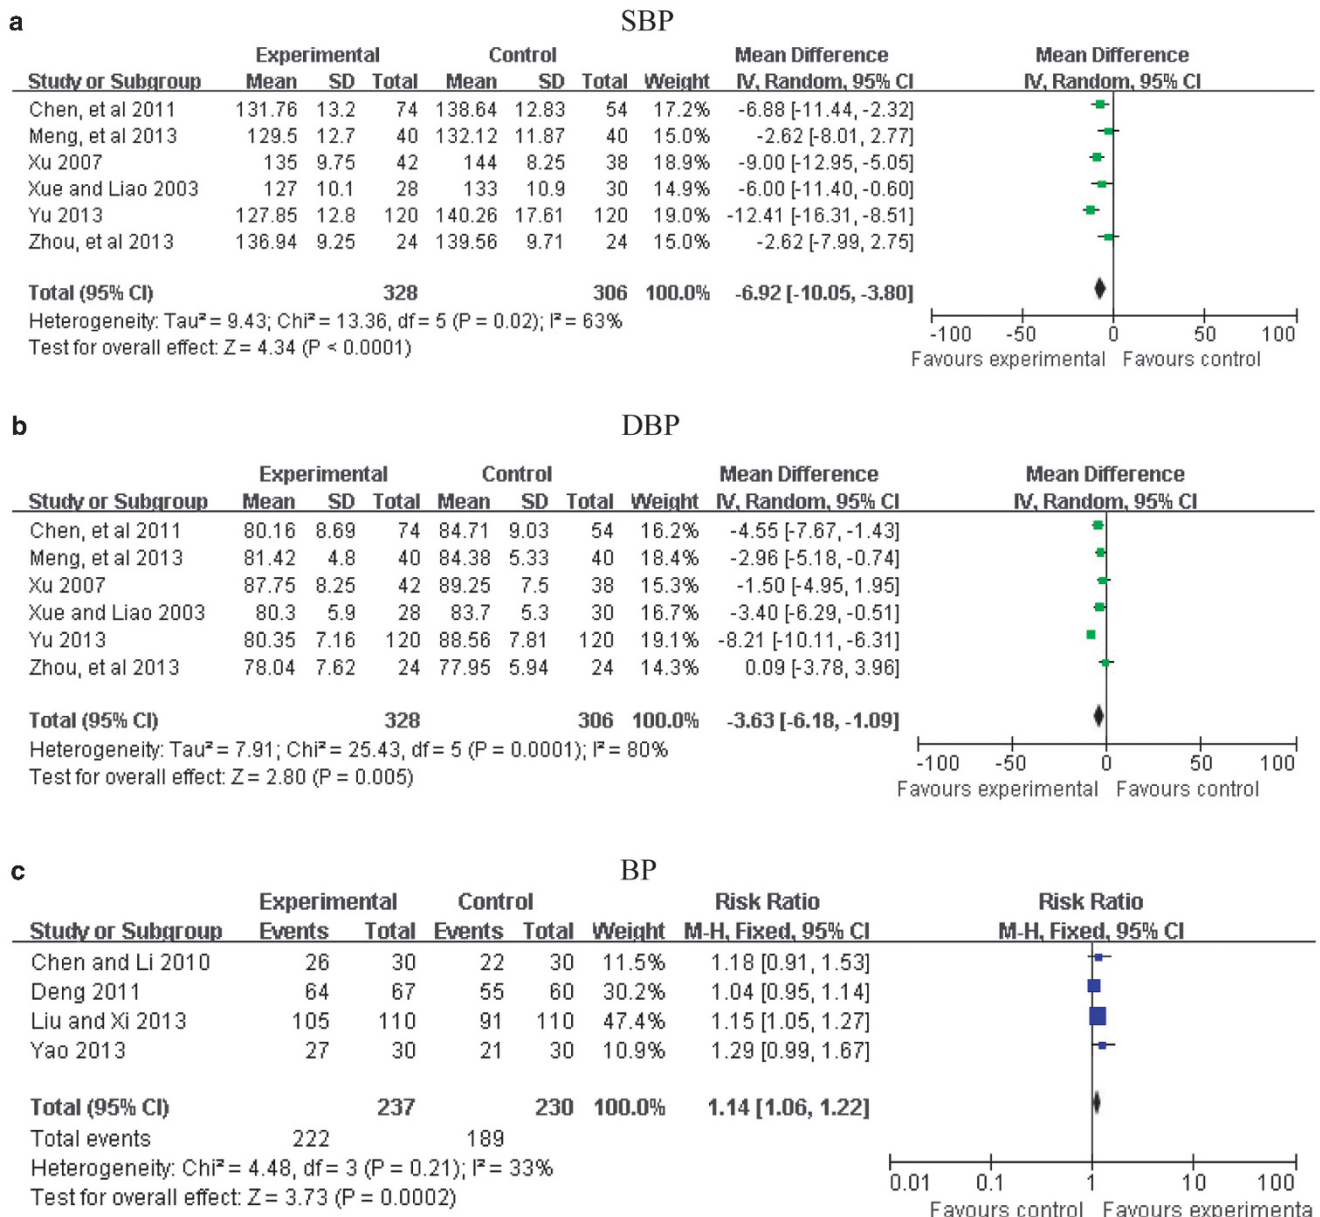 a
SBP
Experimental Control Mean Difference Mean Difference
Study or Subgroup Mean SD Total Mean SD Total Weight IV, Random, 95% CI IV, Random, 95% CI
Chen, et al 2011 131.76 13.2 74 138.64 12.83 54 17.2% -6.88 [-11.44, -2.32]
Meng, et al 2013 129.5 12.7 40 132.12 11.87 40 15.0% -2.62 [-8.01, 2.77]
Xu 2007 135 9.75 42 144 8.25 38 18.9% -9.00 [-12.95, -5.05]
Xue and Liao 2003 127 10.1 28 133 10.9 30 14.9% -6.00 [-11.40, -0.60]
Yu 2013 127.85 12.8 120 140.26 17.61 120 19.0% -12.41 [-16.31, -8.51]
Zhou, et al 2013 136.94 9.25 24 139.56 9.71 24 15.0% -2.62 [-7.99, 2.75]
Total (95% CI) 328 306 100.0% -6.92 [-10.05, -3.80]
Heterogeneity: Tau² = 9.43; Chi² = 13.36, df = 5 (P = 0.02); I² = 63%
Test for overall effect: Z = 4.34 (P < 0.0001)
-100 -50 0 50 100
Favours experimental Favours control
b
DBP
Experimental Control Mean Difference Mean Difference
Study or Subgroup Mean SD Total Mean SD Total Weight IV, Random, 95% CI IV, Random, 95% CI
Chen, et al 2011 80.16 8.69 74 84.71 9.03 54 16.2% -4.55 [-7.67, -1.43]
Meng, et al 2013 81.42 4.8 40 84.38 5.33 40 18.4% -2.96 [-5.18, -0.74]
Xu 2007 87.75 8.25 42 89.25 7.5 38 15.3% -1.50 [-4.95, 1.95]
Xue and Liao 2003 80.3 5.9 28 83.7 5.3 30 16.7% -3.40 [-6.29, -0.51]
Yu 2013 80.35 7.16 120 88.56 7.81 120 19.1% -8.21 [-10.11, -6.31]
Zhou, et al 2013 78.04 7.62 24 77.95 5.94 24 14.3% 0.09 [-3.78, 3.96]
Total (95% CI) 328 306 100.0% -3.63 [-6.18, -1.09]
Heterogeneity: Tau² = 7.91; Chi² = 25.43, df = 5 (P = 0.0001); I² = 80%
Test for overall effect: Z = 2.80 (P = 0.005)
-100 -50 0 50 100
Favours experimental Favours control
c
BP
Experimental Control Risk Ratio Risk Ratio
Study or Subgroup Events Total Events Total Weight M-H, Fixed, 95% CI M-H, Fixed, 95% CI
Chen and Li 2010 26 30 22 30 11.5% 1.18 [0.91, 1.53]
Deng 2011 64 67 55 60 30.2% 1.04 [0.95, 1.14]
Liu and Xi 2013 105 110 91 110 47.4% 1.15 [1.05, 1.27]
Yao 2013 27 30 21 30 10.9% 1.29 [0.99, 1.67]
Total (95% CI) 237 230 100.0% 1.14 [1.06, 1.22]
Total events 222 189
Heterogeneity: Chi² = 4.48, df = 3 (P = 0.21); I² = 33%
Test for overall effect: Z = 3.73 (P = 0.0002)
0.01 0.1 1 10 100
Favours control Favours experimenta